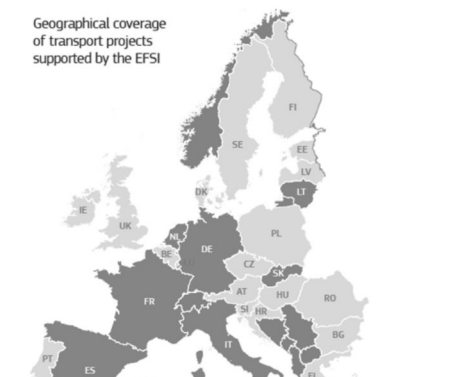 Geographical coverage
of transport projects
supported by the EFSI
FI
SE
EE
LV
LT
DK
IE
UK
NL
PL
DE
BE
CZ
SK
FR
AT
HU
RO
SI
HR
BG
IT
PT
ES